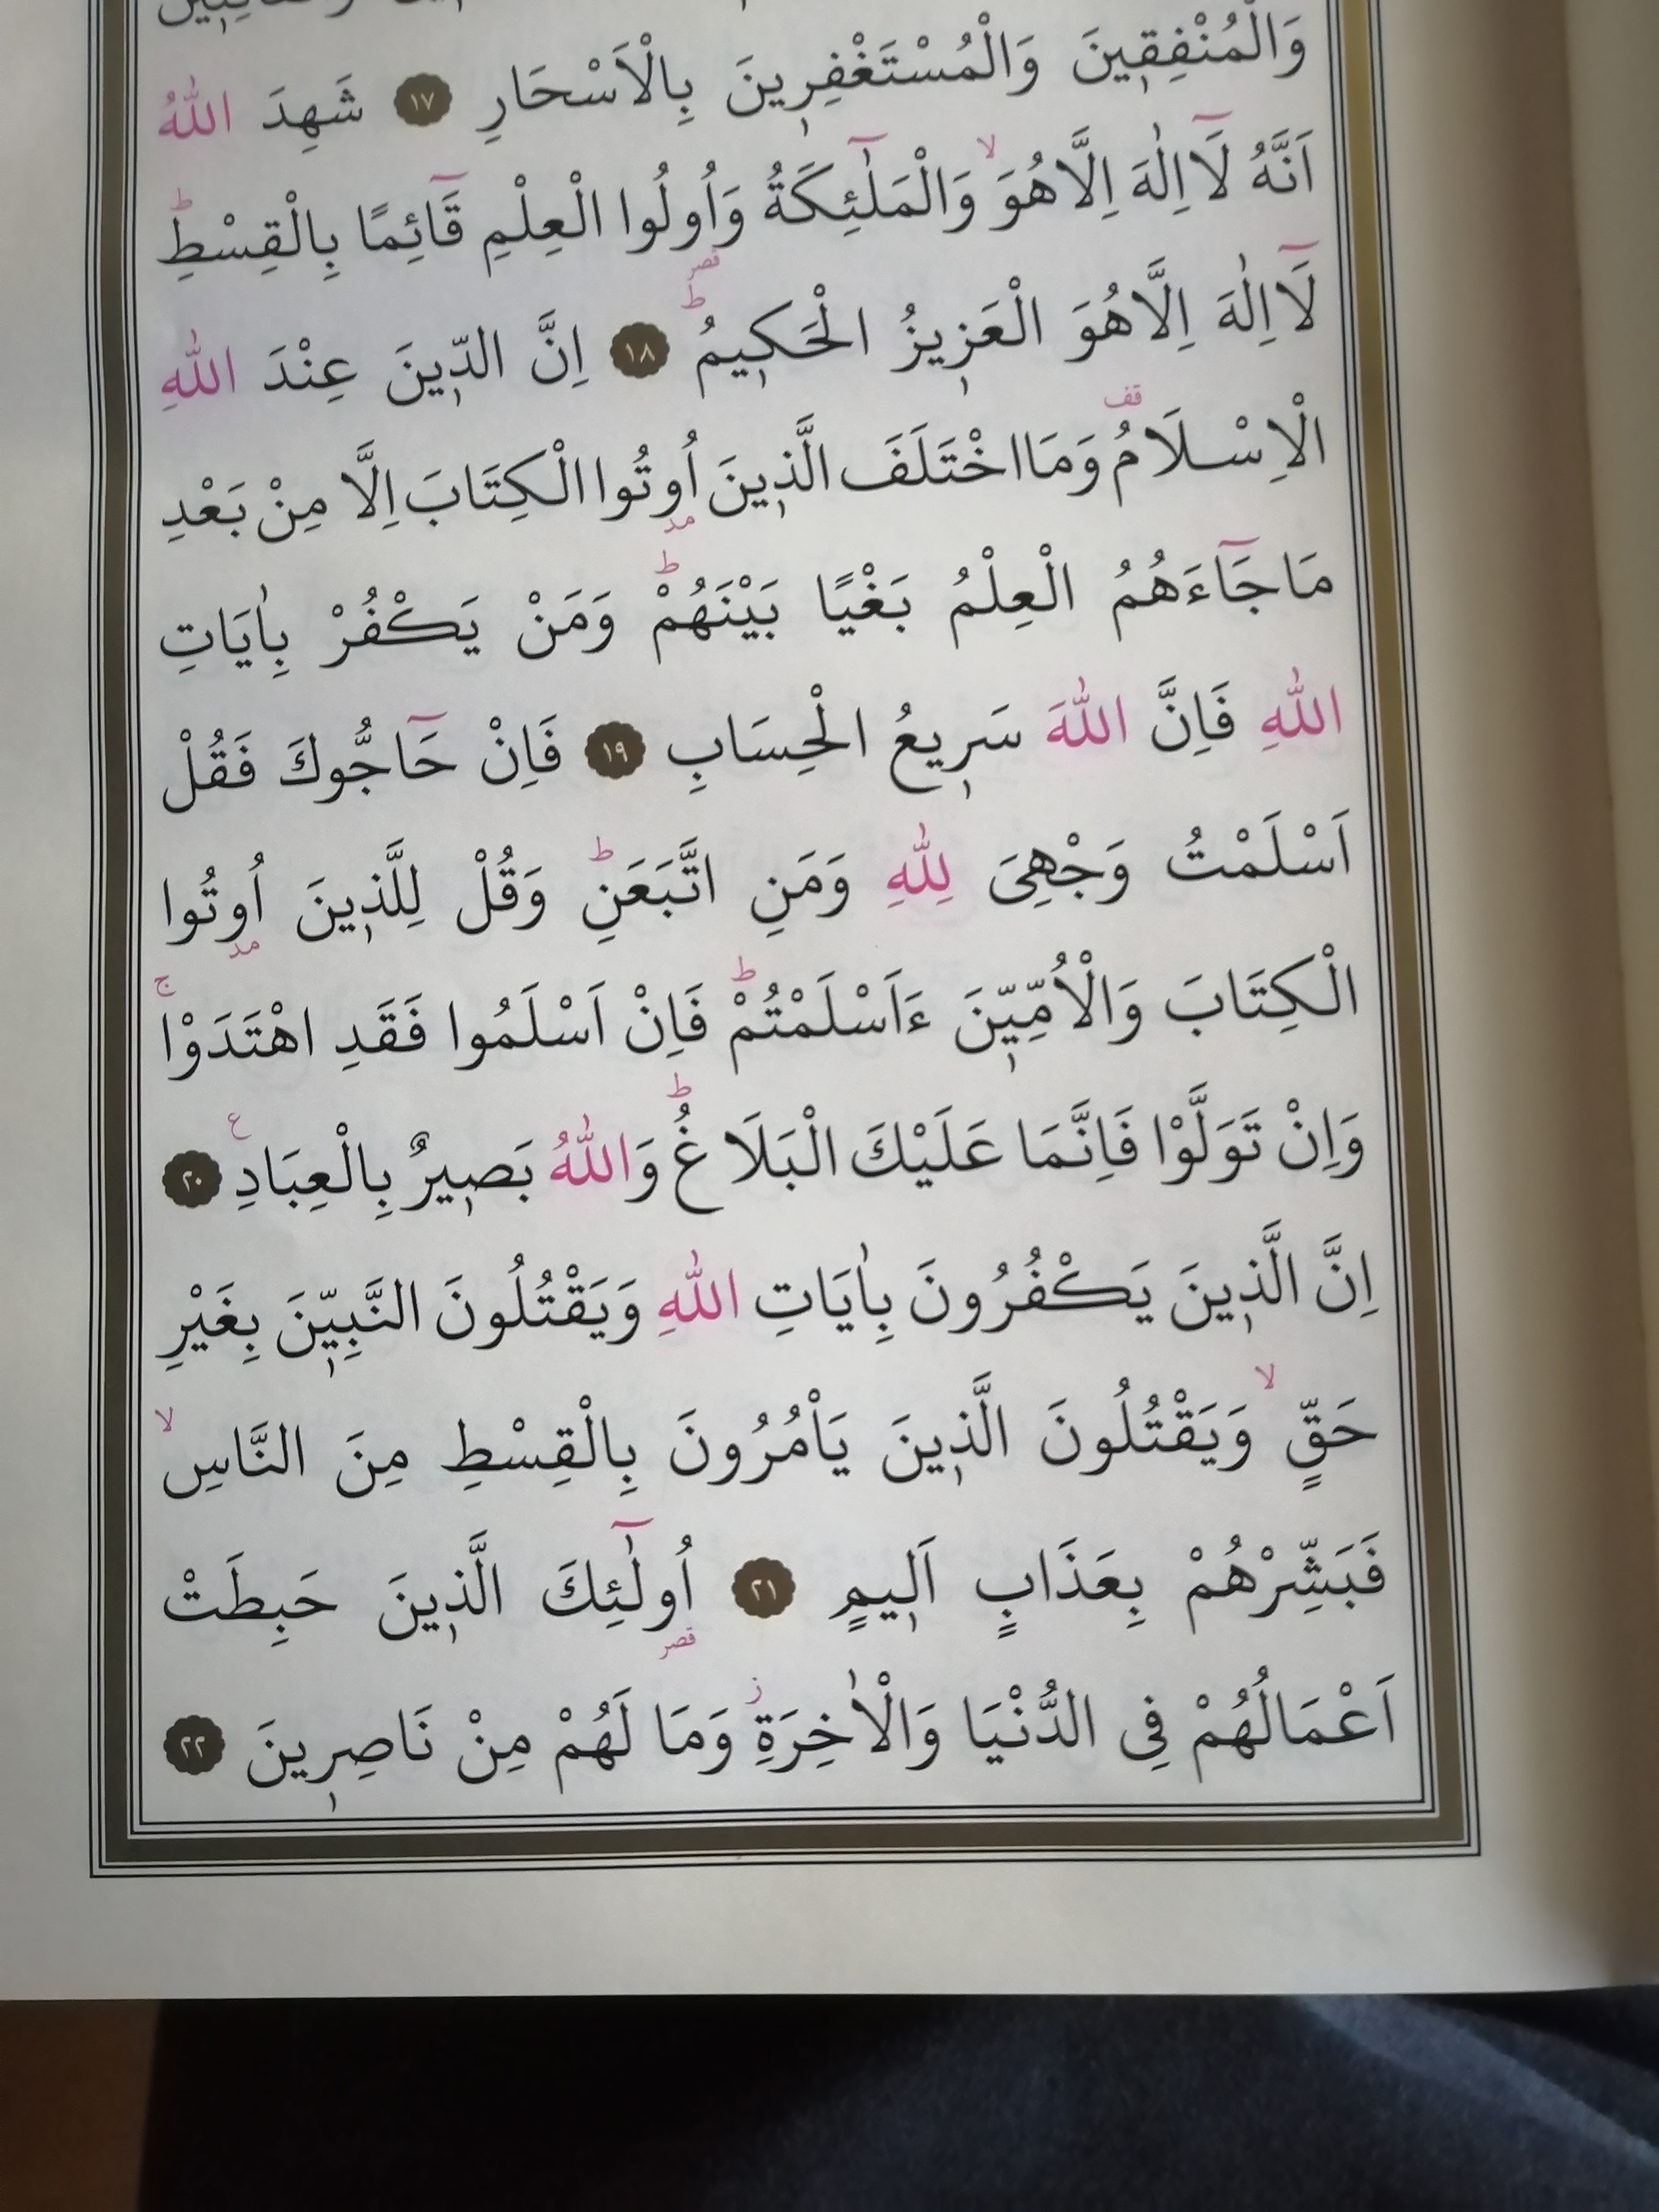 وَالْمُنْفِقٖينَ وَالْمُسْتَغْفِرٖينَ بِالْاَسْحَارِ ﴿١٧﴾ شَهِدَ اللّٰهُ
اَنَّهُ لَٓا اِلٰهَ اِلَّا هُوَۙ وَالْمَلٰٓئِكَةُ وَاُولُوا الْعِلْمِ قَٓائِمًا بِالْقِسْطِؕ
لَٓا اِلٰهَ اِلَّا هُوَ الْعَزٖيزُ الْحَكٖيمُؕ ﴿١٨﴾ اِنَّ الدّٖينَ عِنْدَ اللّٰهِ
الْاِسْلَامُ قف وَمَا اخْتَلَفَ الَّذٖينَ اُو۫تُوا الْكِتَابَ اِلَّا مِنْ بَعْدِ
مَا جَٓاءَهُمُ الْعِلْمُ بَغْيًا بَيْنَهُمْؕ وَمَنْ يَكْفُرْ بِاٰيَاتِ
اللّٰهِ فَاِنَّ اللّٰهَ سَرٖيعُ الْحِسَابِ ﴿١٩﴾ فَاِنْ حَٓاجُّوكَ فَقُلْ
اَسْلَمْتُ وَجْهِىَ لِلّٰهِ وَمَنِ اتَّبَعَنِؕ وَقُلْ لِلَّذٖينَ اُوتُوا
الْكِتَابَ وَالْاُمِّيّٖنَ ءَاَسْلَمْتُمْؕ فَاِنْ اَسْلَمُوا فَقَدِ اهْتَدَوْاۚ
وَاِنْ تَوَلَّوْا فَاِنَّمَا عَلَيْكَ الْبَلَاغُؕ وَاللّٰهُ بَصٖيرٌ بِالْعِبَادِ ع ﴿٢٠﴾
اِنَّ الَّذٖينَ يَكْفُرُونَ بِاٰيَاتِ اللّٰهِ وَيَقْتُلُونَ النَّبِيّٖنَ بِغَيْرِ
حَقٍّۙ وَيَقْتُلُونَ الَّذٖينَ يَاْمُرُونَ بِالْقِسْطِ مِنَ النَّاسِۙ
فَبَشِّرْهُمْ بِعَذَابٍ اَلٖيمٍ ﴿٢١﴾ اُولٰٓئِكَ الَّذٖينَ حَبِطَتْ
اَعْمَالُهُمْ فِى الدُّنْيَا وَالْاٰخِرَةِ ز وَمَا لَهُمْ مِنْ نَاصِرٖينَ ﴿٢٢﴾